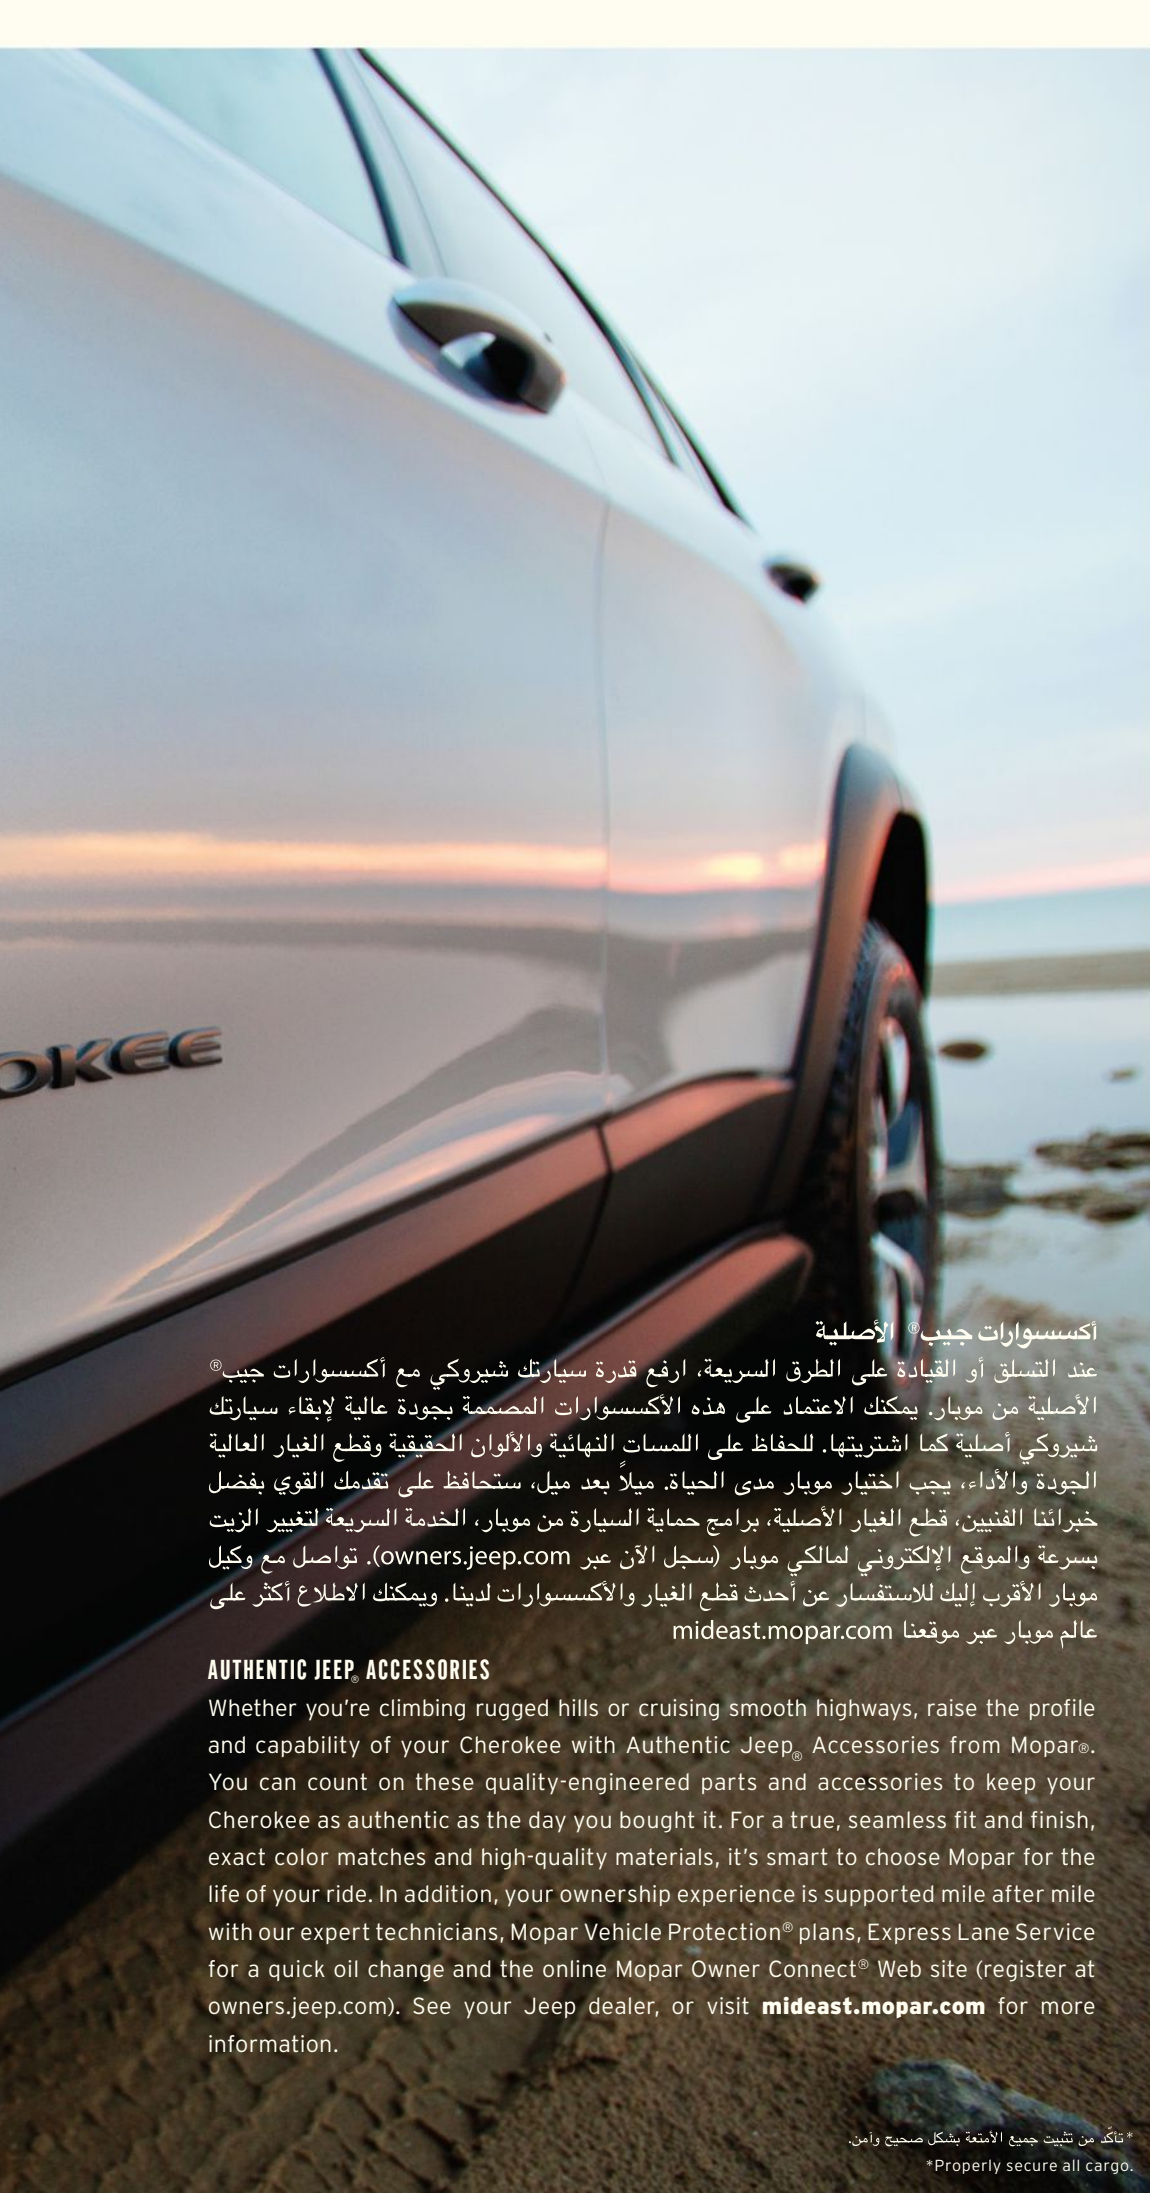 OKEE
أكسسوارات جيب® الأصلية
عند التسلق أو القيادة على الطرق السريعة، ارفع قدرة سيارتك شيروكي مع أكسسوارات جيب®
الأصلية من موبار. يمكنك الاعتماد على هذه الأكسسوارات المصممة بجودة عالية لإبقاء سيارتك
شيروكي أصلية كما اشتريتها. للحفاظ على اللمسات النهائية والألوان الحقيقية وقطع الغيار العالية
الجودة والأداء، يجب اختيار موبار مدى الحياة. ميلاً بعد ميل، ستحافظ على تقدمك القوي بفضل
خبرائنا الفنيين، قطع الغيار الأصلية، برامج حماية السيارة من موبار، الخدمة السريعة لتغيير الزيت
بسرعة والموقع الإلكتروني لمالكي موبار (سجل الآن عبر owners.jeep.com). تواصل مع وكيل
موبار الأقرب إليك للاستفسار عن أحدث قطع الغيار والأكسسوارات لدينا. ويمكنك الاطلاع أكثر على
عالم موبار عبر موقعنا mideast.mopar.com
AUTHENTIC JEEP® ACCESSORIES
Whether you're climbing rugged hills or cruising smooth highways, raise the profile
and capability of your Cherokee with Authentic Jeep® Accessories from Mopar®.
You can count on these quality-engineered parts and accessories to keep your
Cherokee as authentic as the day you bought it. For a true, seamless fit and finish,
exact color matches and high-quality materials, it's smart to choose Mopar for the
life of your ride. In addition, your ownership experience is supported mile after mile
with our expert technicians, Mopar Vehicle Protection® plans, Express Lane Service
for a quick oil change and the online Mopar Owner Connect® Web site (register at
owners.jeep.com). See your Jeep dealer, or visit mideast.mopar.com for more
information.
*تأكّد من تثبيت جميع الأمتعة بشكل صحيح وآمن.
*Properly secure all cargo.